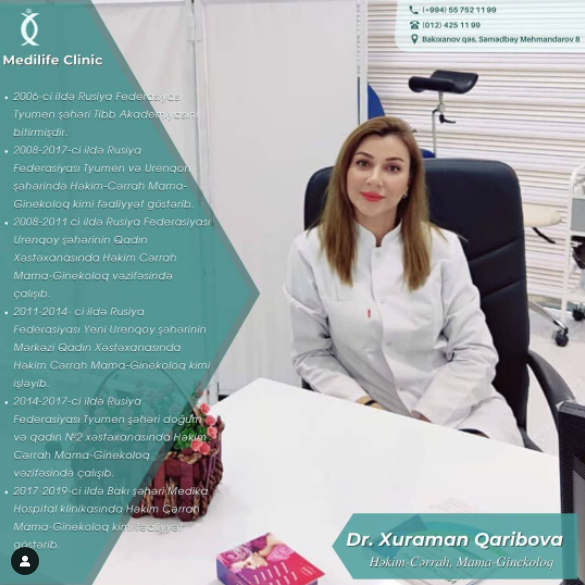 (+994) 55 752 11 99
(012) 425 11 99
Bakıxanov qəs. Səmədbəy Mehmandarov 8
Medilife Clinic
• 2006-ci ildə Rusiya Federasiyası
Tyumen şəhəri Tibb Akademiyasını
bitirmişdir.
• 2008-2017-ci ildə Rusiya
Federasiyası Tyumen və Urenqoy
şəhərində Həkim-Cərrah Mama-
Ginekoloq kimi fəaliyyət göstərib.
• 2008-2011 ci ildə Rusiya Federasiyası
Urenqoy şəhərinin Qadın
Xəstəxanasında Həkim Cərrah
Mama-Ginekoloq vəzifəsində
çalışıb.
• 2011-2014- ci ildə Rusiya
Federasiyası Yeni Urenqoy şəhərinin
Mərkəzi Qadın Xəstəxanasında
Həkim Cərrah Mama-Ginekoloq kimi
işləyib.
• 2014-2017-ci ildə Rusiya
Federasiyası Tyumen şəhəri doğum
və qadın №2 xəstəxanasında Həkim
Cərrah Mama-Ginekoloq
vəzifəsində çalışıb.
• 2017-2019-ci ildə Bakı şəhəri Medika
Hospital klinikasında Həkim Cərrah
Mama-Ginekoloq kimi fəaliyyət
göstərib.
Dr. Xuraman Qaribova
Həkim-Cərrah, Mama-Ginekoloq